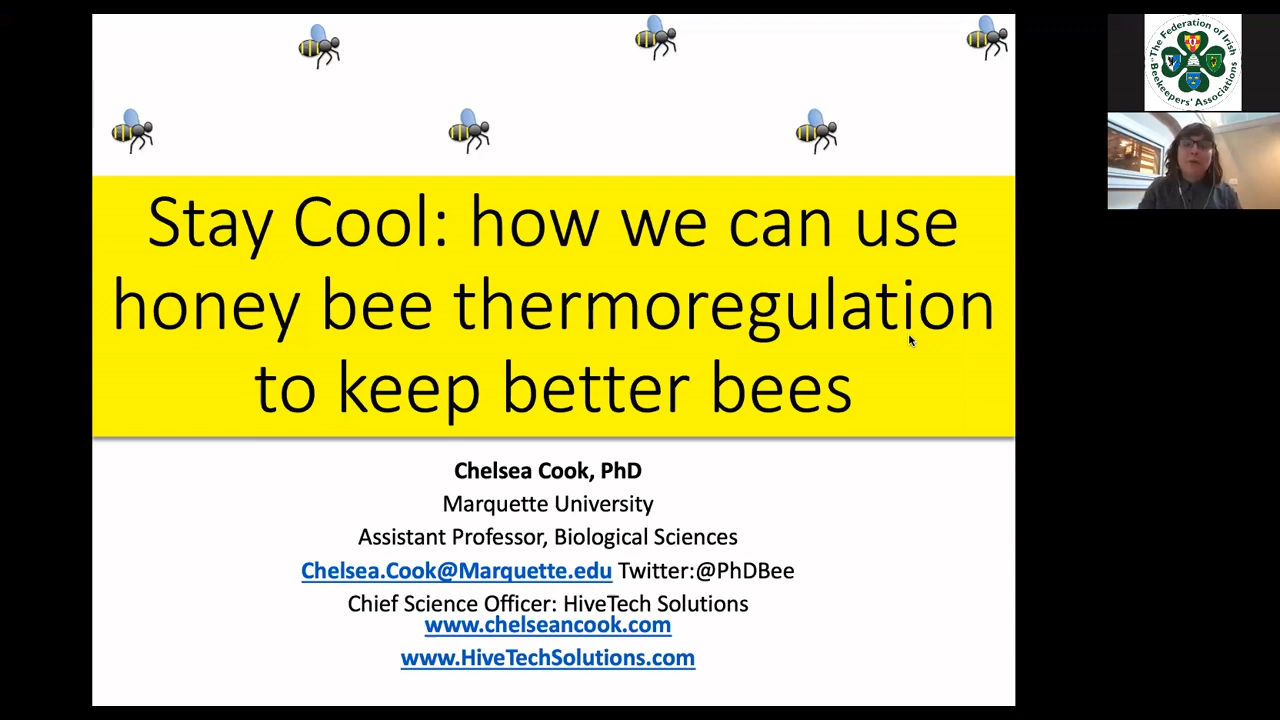 Stay Cool: how we can use
honey bee thermoregulation
to keep better bees
Chelsea Cook, PhD
Marquette University
Assistant Professor, Biological Sciences
Chelsea.Cook@Marquette.edu Twitter:@PhDBee
Chief Science Officer: HiveTech Solutions
www.chelseancook.com
www.HiveTechSolutions.com
"The Federation of Irish
Beekeepers' Associations"